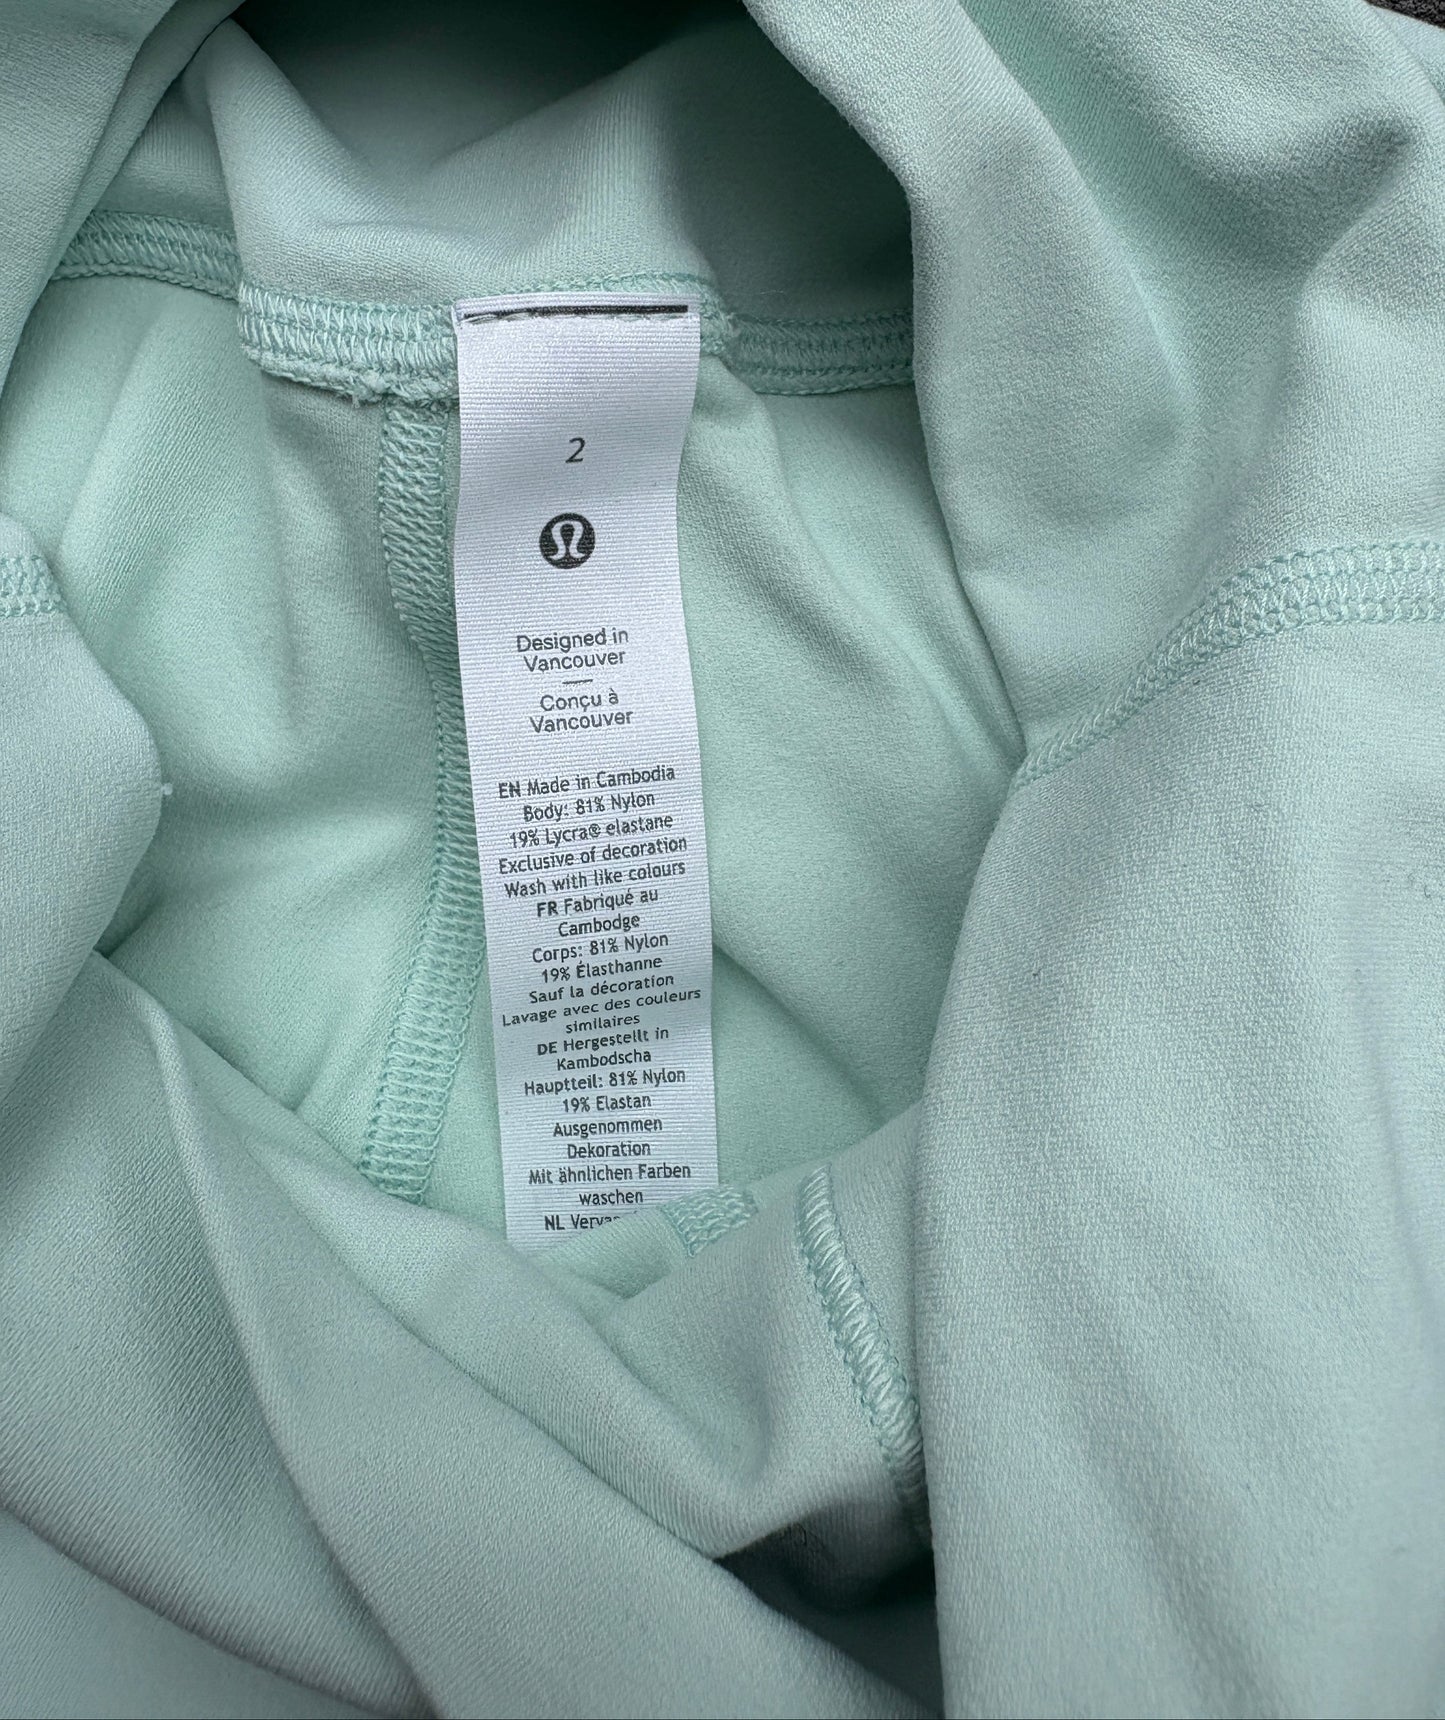 2
Designed in
Vancouver
Conçu à
Vancouver
EN Made in Cambodia
Body: 81% Nylon
19% Lycra® elastane
Exclusive of decoration
Wash with like colours
FR Fabriqué au
Cambodge
Corps: 81% Nylon
19% Élasthanne
Sauf la décoration
Lavage avec des couleurs
similaires
DE Hergestellt in
Kambodscha
Hauptteil: 81% Nylon
19% Elastan
Ausgenommen
Dekoration
Mit ähnlichen Farben
waschen
NL